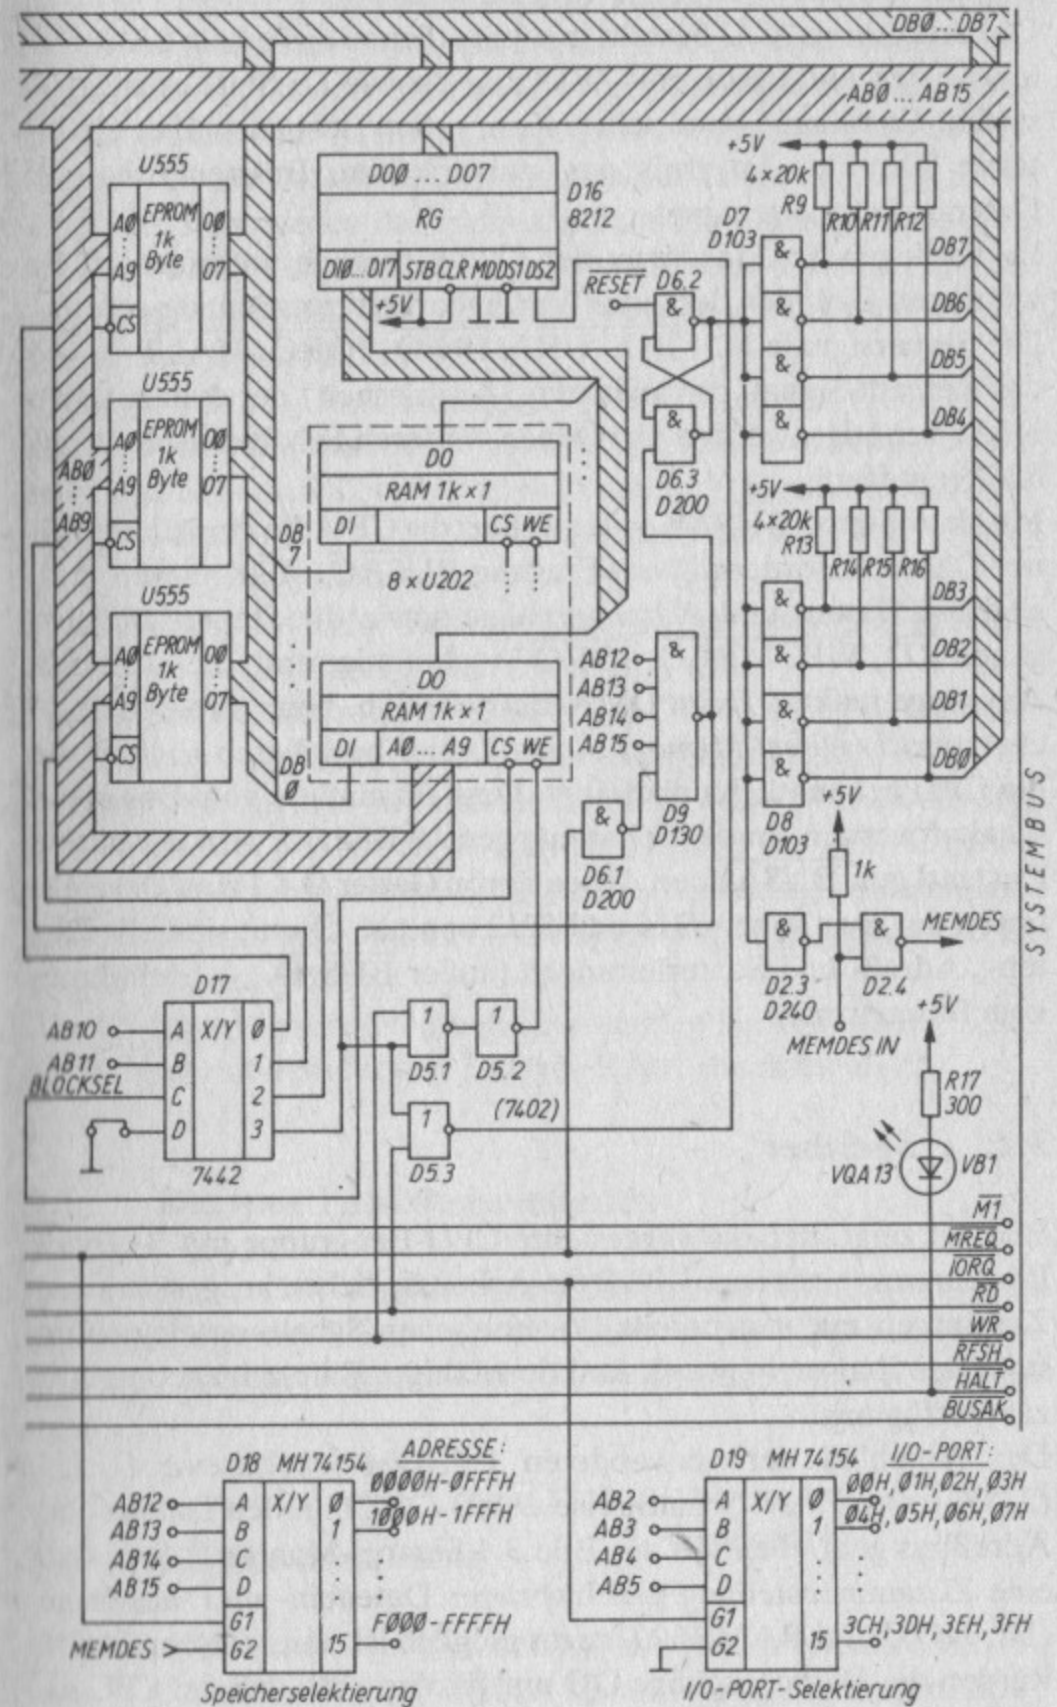 DB0...DB7
AB0...AB15
U555
A0
EPROM
1k
Byte
O0
A9
O7
CS
U555
A0
EPROM
1k
Byte
O0
A9
O7
CS
U555
A0
EPROM
1k
Byte
O0
A9
O7
CS
AB0
AB9
DO0...DO7
RG
DI0...DI7 STB CLR MD DS1 DS2
D16
8212
+5V
DO
RAM 1k×1
DI CS WE
8×U202
DO
RAM 1k×1
DI A0...A9 CS WE
DB
7
DB
0
RESET
D6.2
&
&
D6.3
D200
+5V
4×20k
R9
R10 R11 R12
D7
D103
&
&
&
&
DB7
DB6
DB5
DB4
+5V
4×20k
R13
R14 R15 R16
&
&
&
&
DB3
DB2
DB1
DB0
D8
D103
AB12
AB13
AB14
AB15
&
D9
D130
&
D6.1
D200
+5V
1k
&
D2.3
D240
&
D2.4
MEMDES
MEMDES IN
SYSTEMBUS
+5V
R17
300
VQA13
VB1
D17
AB10
AB11
BLOCKSEL
A X/Y 0
B 1
C 2
D 3
7442
1
D5.1
1
D5.2
1
D5.3
(7402)
M1
MREQ
IORQ
RD
WR
RFSH
HALT
BUSAK
D18 MH 74154
ADRESSE:
AB12 A X/Y 0 0000H-0FFFH
AB13 B 1 1000H-1FFFH
AB14 C
AB15 D
G1
MEMDES G2 15 F000-FFFFH
Speicherselektierung
D19 MH 74154
I/O-PORT:
AB2 A X/Y 0 00H,01H,02H,03H
AB3 B 1 04H,05H,06H,07H
AB4 C
AB5 D
G1
G2 15 3CH,3DH,3EH,3FH
I/O-PORT-Selektierung